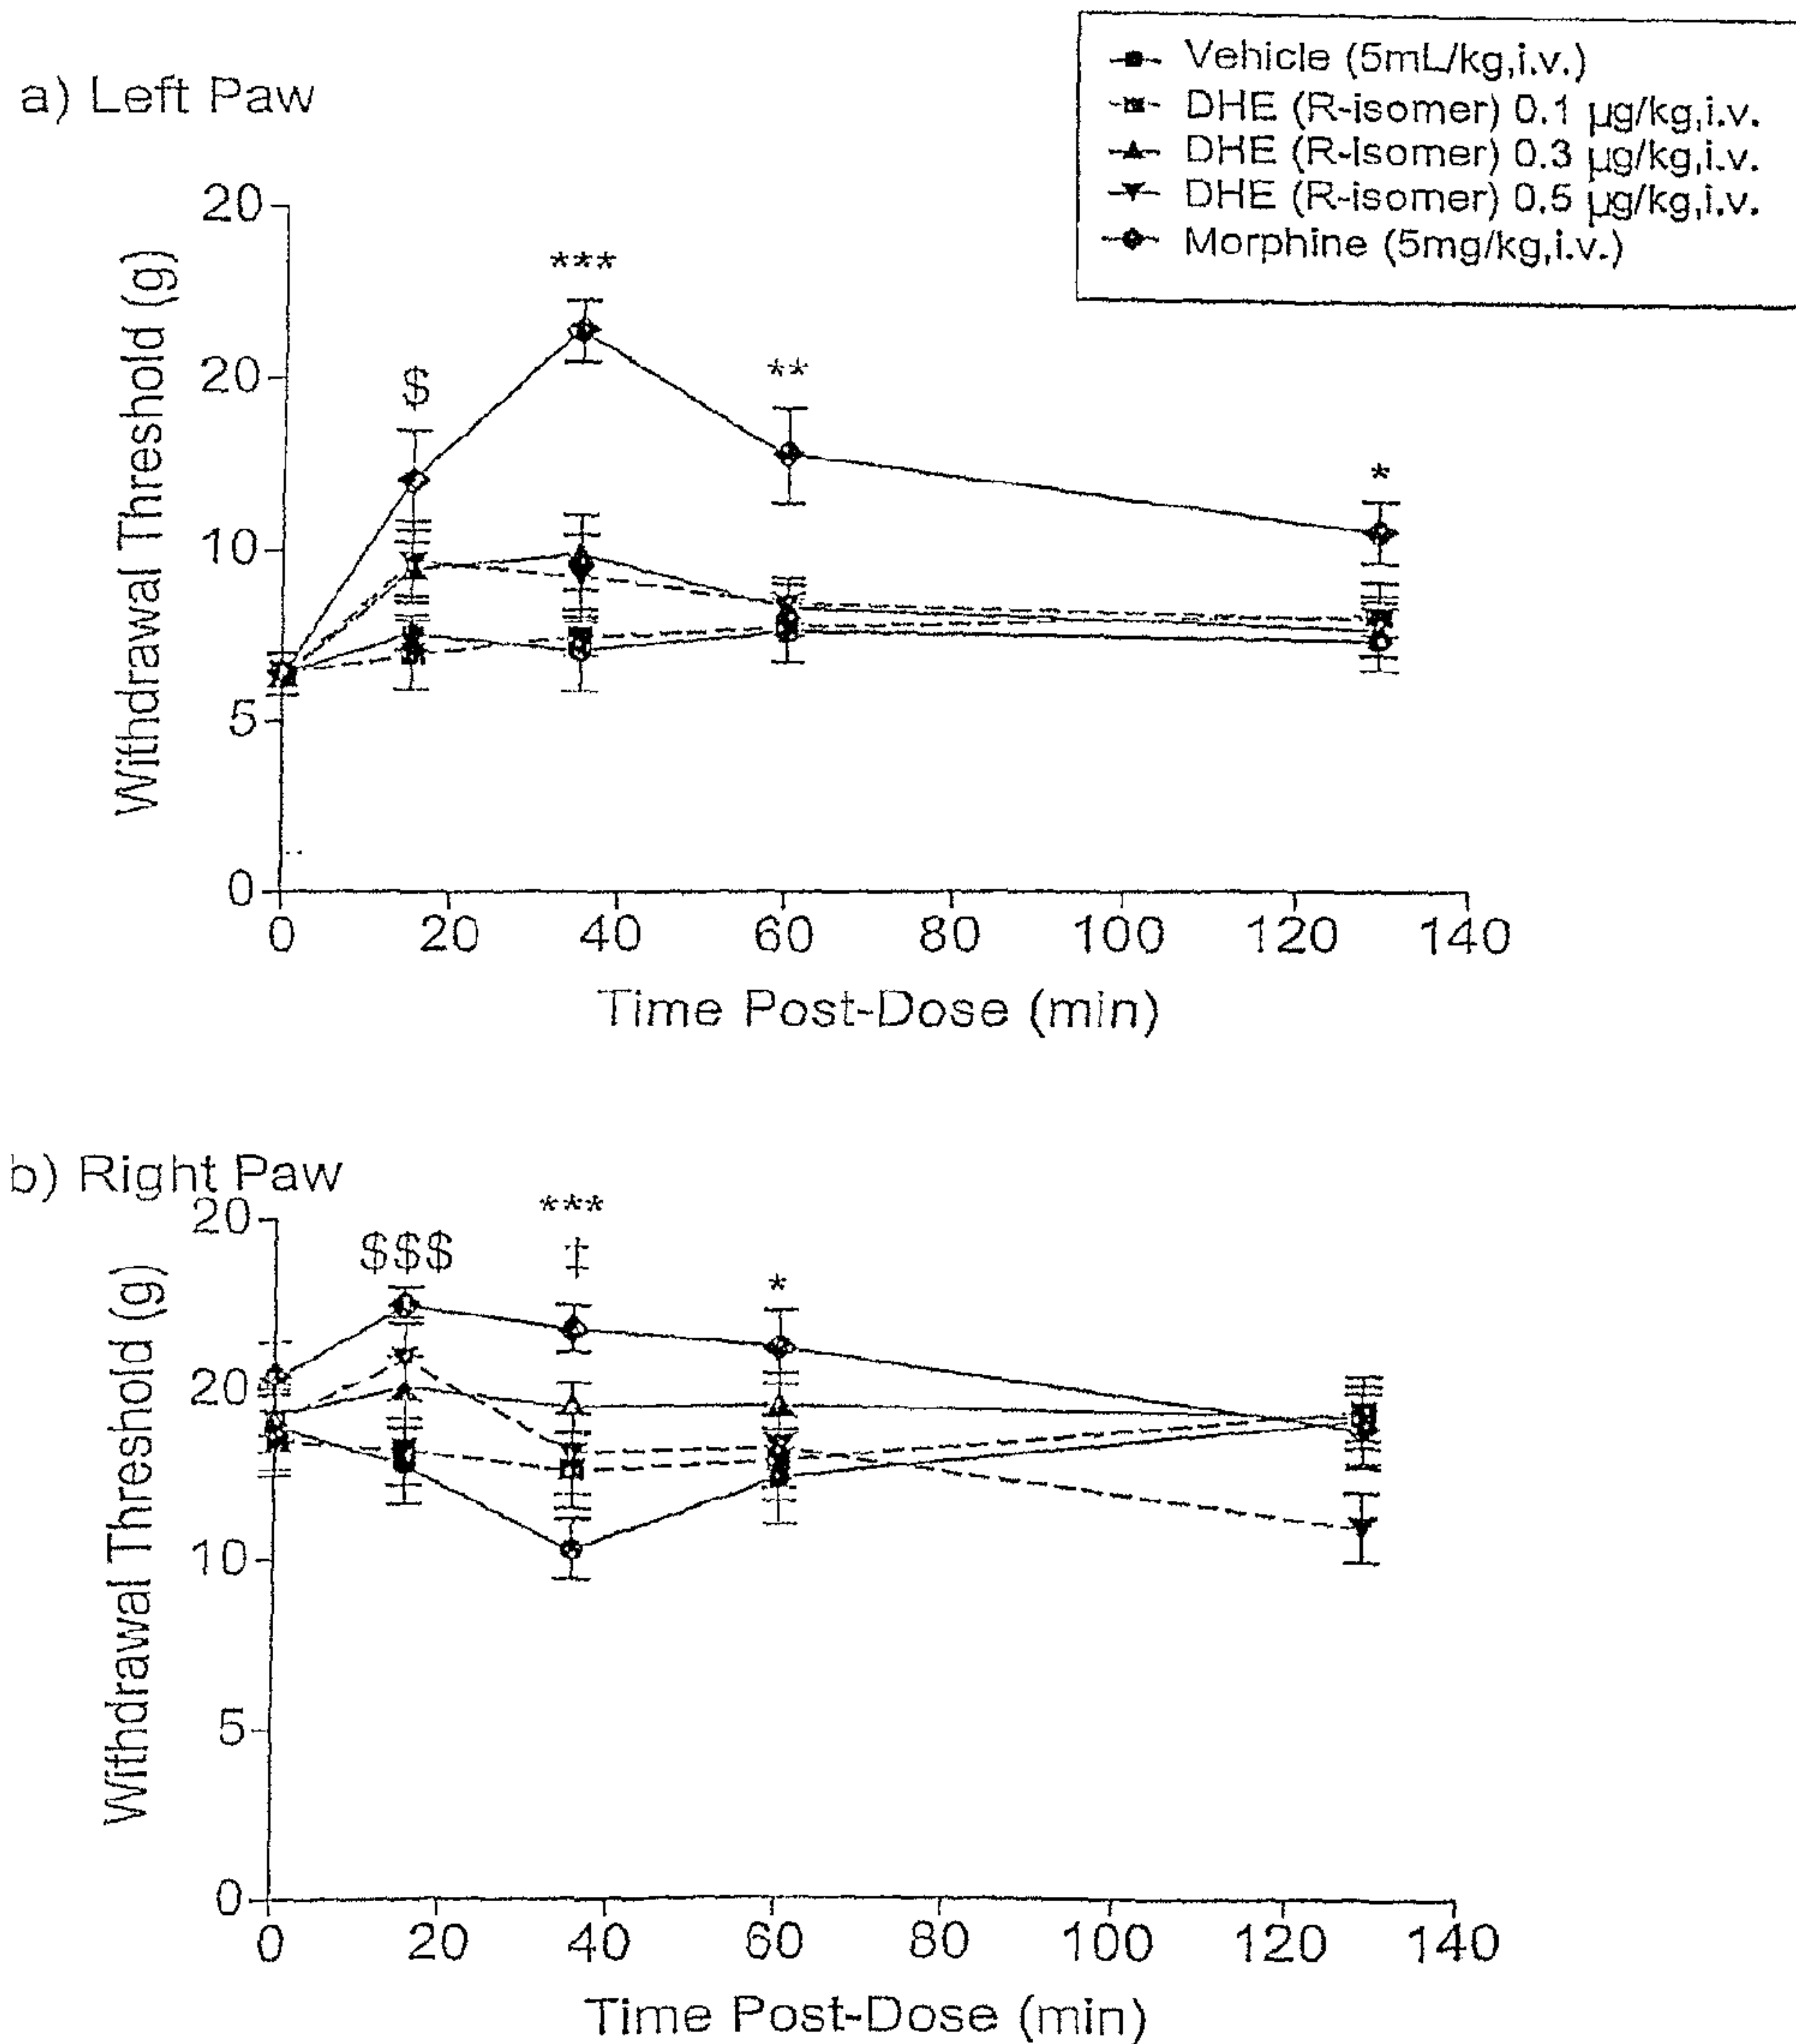 Vehicle (5mL/kg,i.v.)
DHE (R-isomer) 0.1 µg/kg,i.v.
DHE (R-isomer) 0.3 µg/kg,i.v.
DHE (R-isomer) 0.5 µg/kg,i.v.
Morphine (5mg/kg,i.v.)
a) Left Paw
Withdrawal Threshold (g)
20
20
10
5
0
$
***
**
*
0 20 40 60 80 100 120 140
Time Post-Dose (min)
b) Right Paw
Withdrawal Threshold (g)
20
20
10
5
0
$$$
***
‡
*
0 20 40 60 80 100 120 140
Time Post-Dose (min)